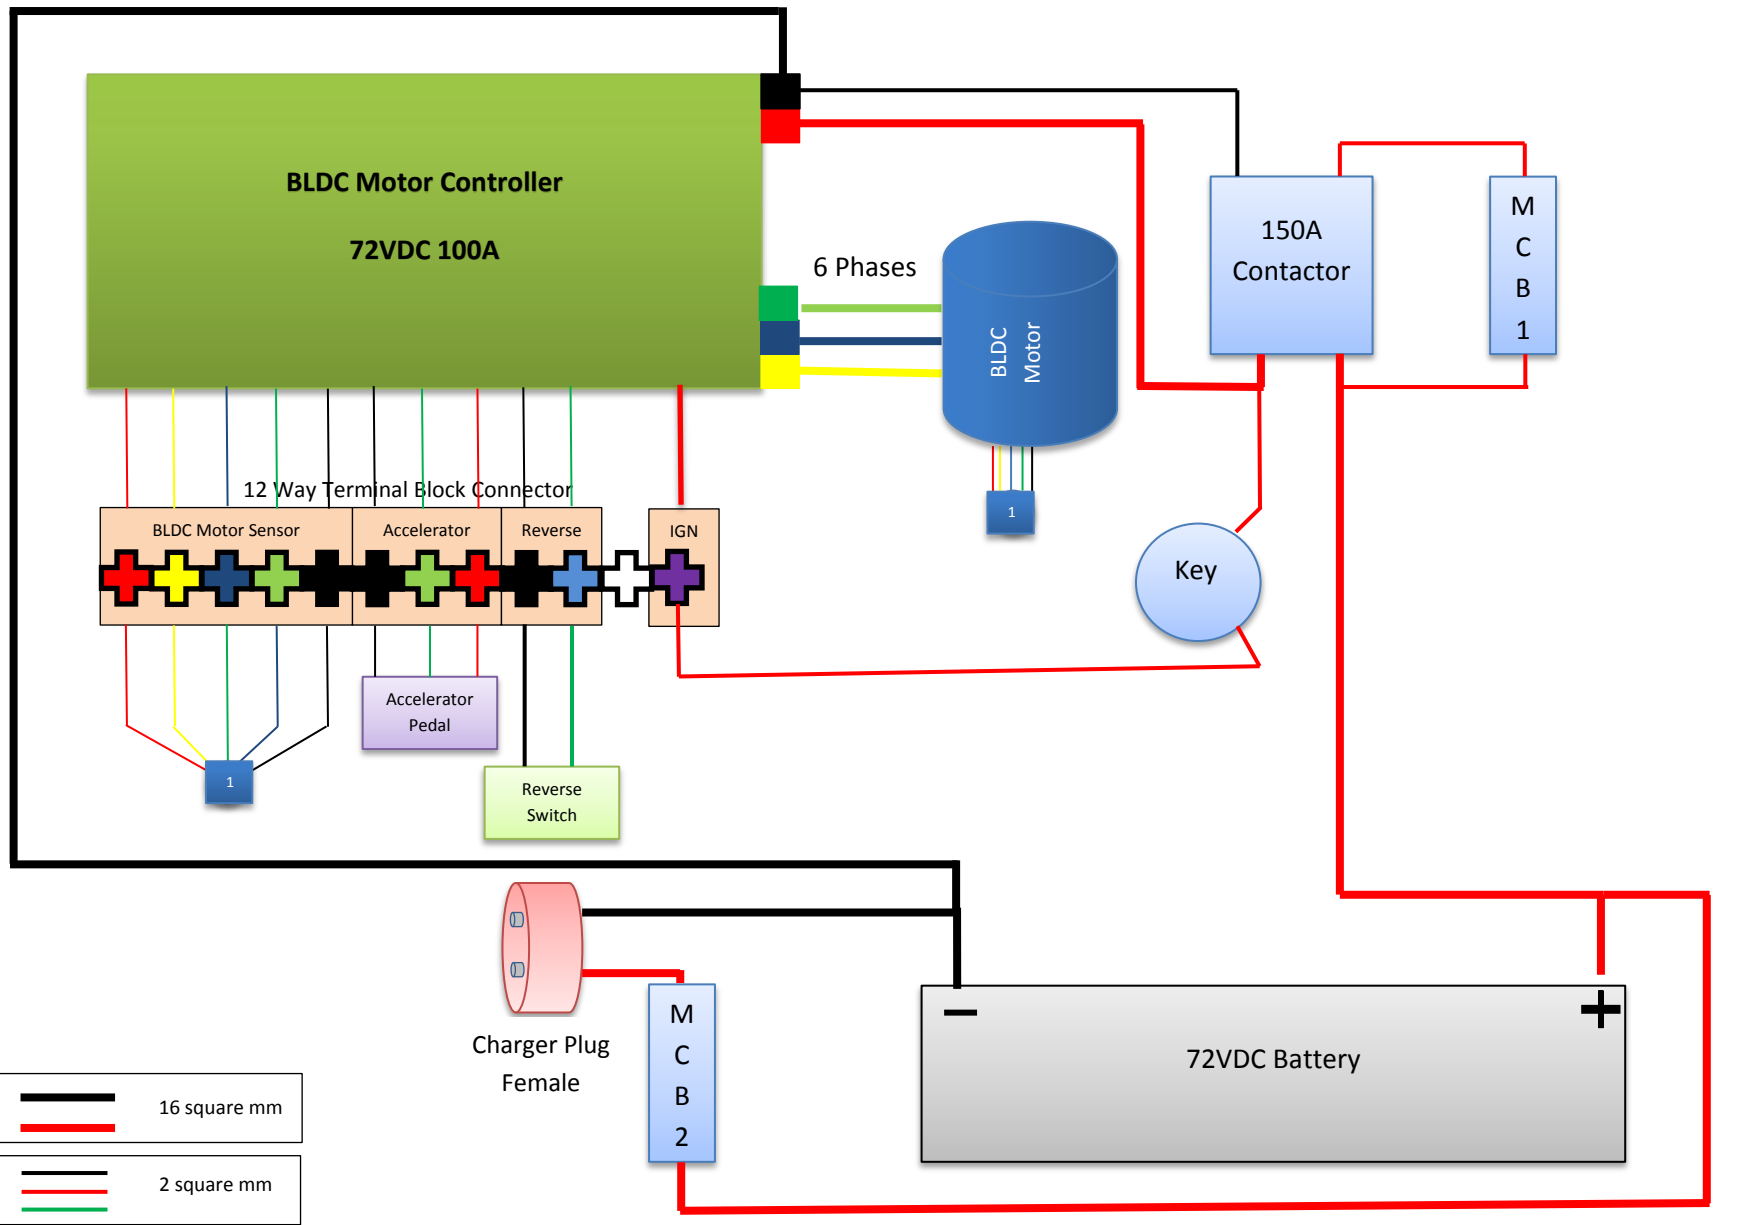 BLDC Motor Controller
72VDC 100A
6 Phases
BLDC
Motor
1
150A
Contactor
M
C
B
1
12 Way Terminal Block Connector
BLDC Motor Sensor
Accelerator
Reverse
IGN
Key
Accelerator
Pedal
1
Reverse
Switch
Charger Plug
Female
M
C
B
2
−
+
72VDC Battery
16 square mm
2 square mm